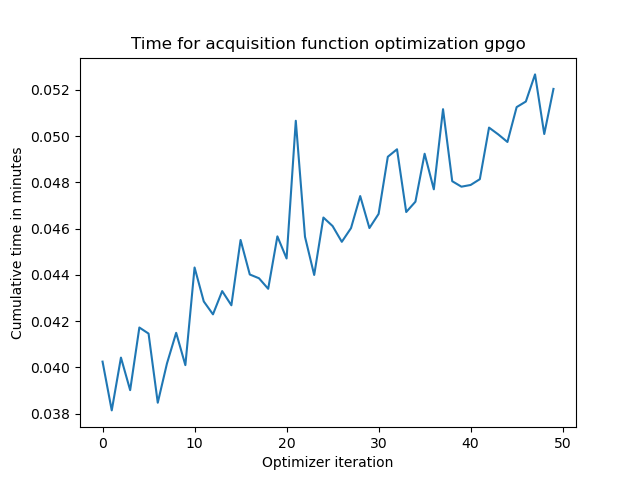 Time for acquisition function optimization gpgo
Cumulative time in minutes
0.052
0.050
0.048
0.046
0.044
0.042
0.040
0.038
0 10 20 30 40 50
Optimizer iteration